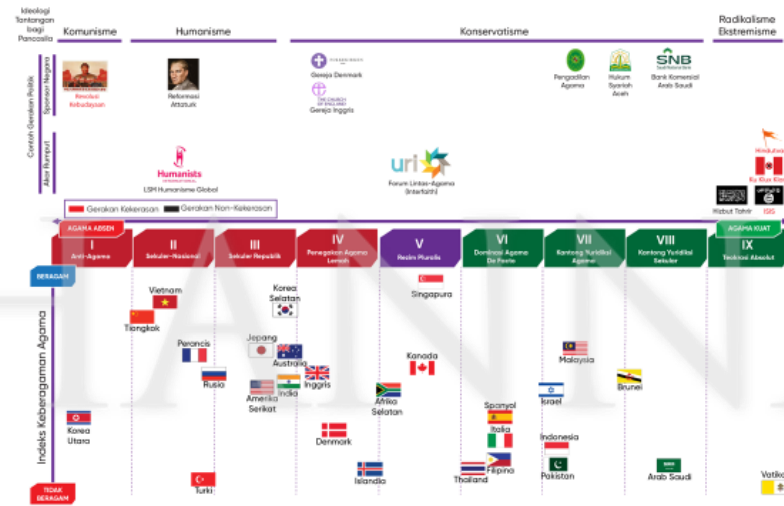 Ideologi
Tantangan
bagi
Pancasila
Komunisme
Humanisme
Konservatisme
Radikalisme
Ekstremisme
Contoh Gerakan Politik
Sponsor Negara
Akar Rumput
Revolusi
Kebudayaan
Reformasi
Attaturk
Gereja Denmark
THE CHURCH
OF ENGLAND
Gereja Inggris
Pengadilan
Agama
Hukum
Syariah
Aceh
SNB
Bank Komersiat
Arab Saudi
Humanists
LSM Humanisme Global
uri
Forum Lintas-Agama
(Interfaith)
Hindutva
Ku Klux Klan
Hizbut Tahrir
ISIS
Gerakan Kekerasan
Gerakan Non-Kekerasan
AGAMA ABSEN
AGAMA KUAT
I
Anti-Agama
II
Sekuler-Nasional
III
Sekuler Republik
IV
Penegakan Agama
Lemah
V
Rezim Pluralis
VI
Dominasi Agama
De Facto
VII
Kantong Yuridiksi
Agama
VIII
Kantong Yuridiksi
Sekuler
IX
Teokrasi Absolut
BERAGAM
Indeks Keberagaman Agama
TIDAK
BERAGAM
Vietnam
Tiongkok
Korea
Selatan
Singapura
Perancis
Jepang
Australia
Kanada
Malaysia
Rusia
Amerika
Serikat
India
Inggris
Afrika
Selatan
Israel
Brunei
Korea
Utara
Denmark
Spanyol
Italia
Indonesia
Turki
Islandia
Thailand
Filipina
Pakistan
Arab Saudi
Vatika
HANN